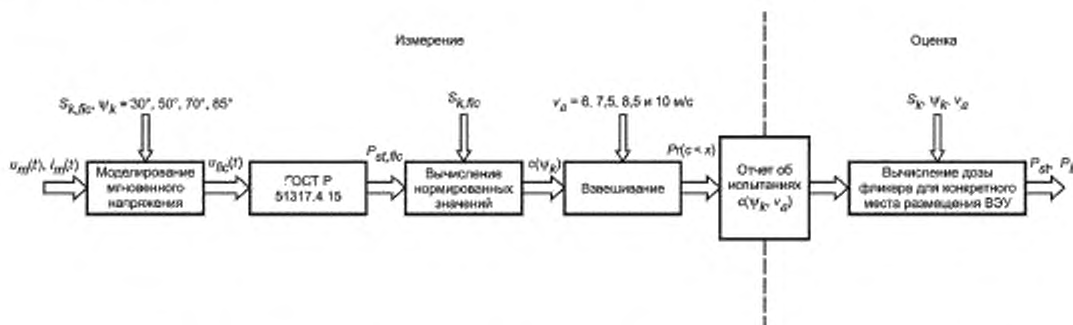 Измерение
Оценка
S_k,fic, ψ_k = 30°, 50°, 70°, 85°
S_k,fic
v_a = 6, 7,5, 8,5 и 10 м/с
S_k, ψ_k, v_a
u_m(t), i_m(t)
Моделирование
мгновенного
напряжения
u_fic(t)
ГОСТ Р
51317.4 15
P_st,fic
Вычисление
нормированных
значений
c(ψ_k)
Взвешивание
Pr(c < x)
Отчет об
испытаниях
c(ψ_k, v_a)
Вычисление дозы
фликера для конкретного
места размещения ВЭУ
P_st,